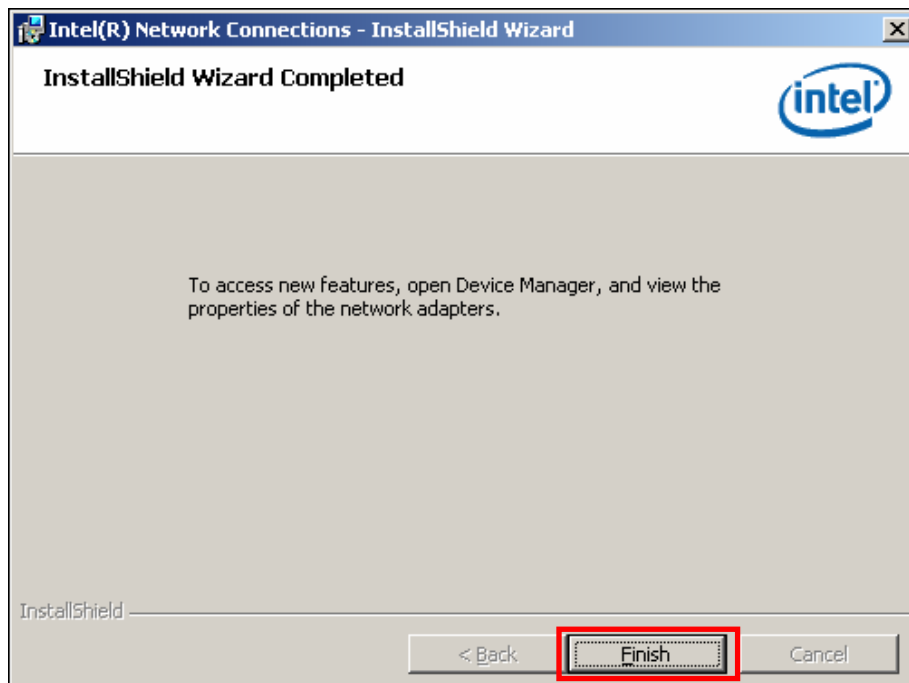 Intel(R) Network Connections - InstallShield Wizard
InstallShield Wizard Completed
intel
To access new features, open Device Manager, and view the
properties of the network adapters.
InstallShield
< Back
Finish
Cancel